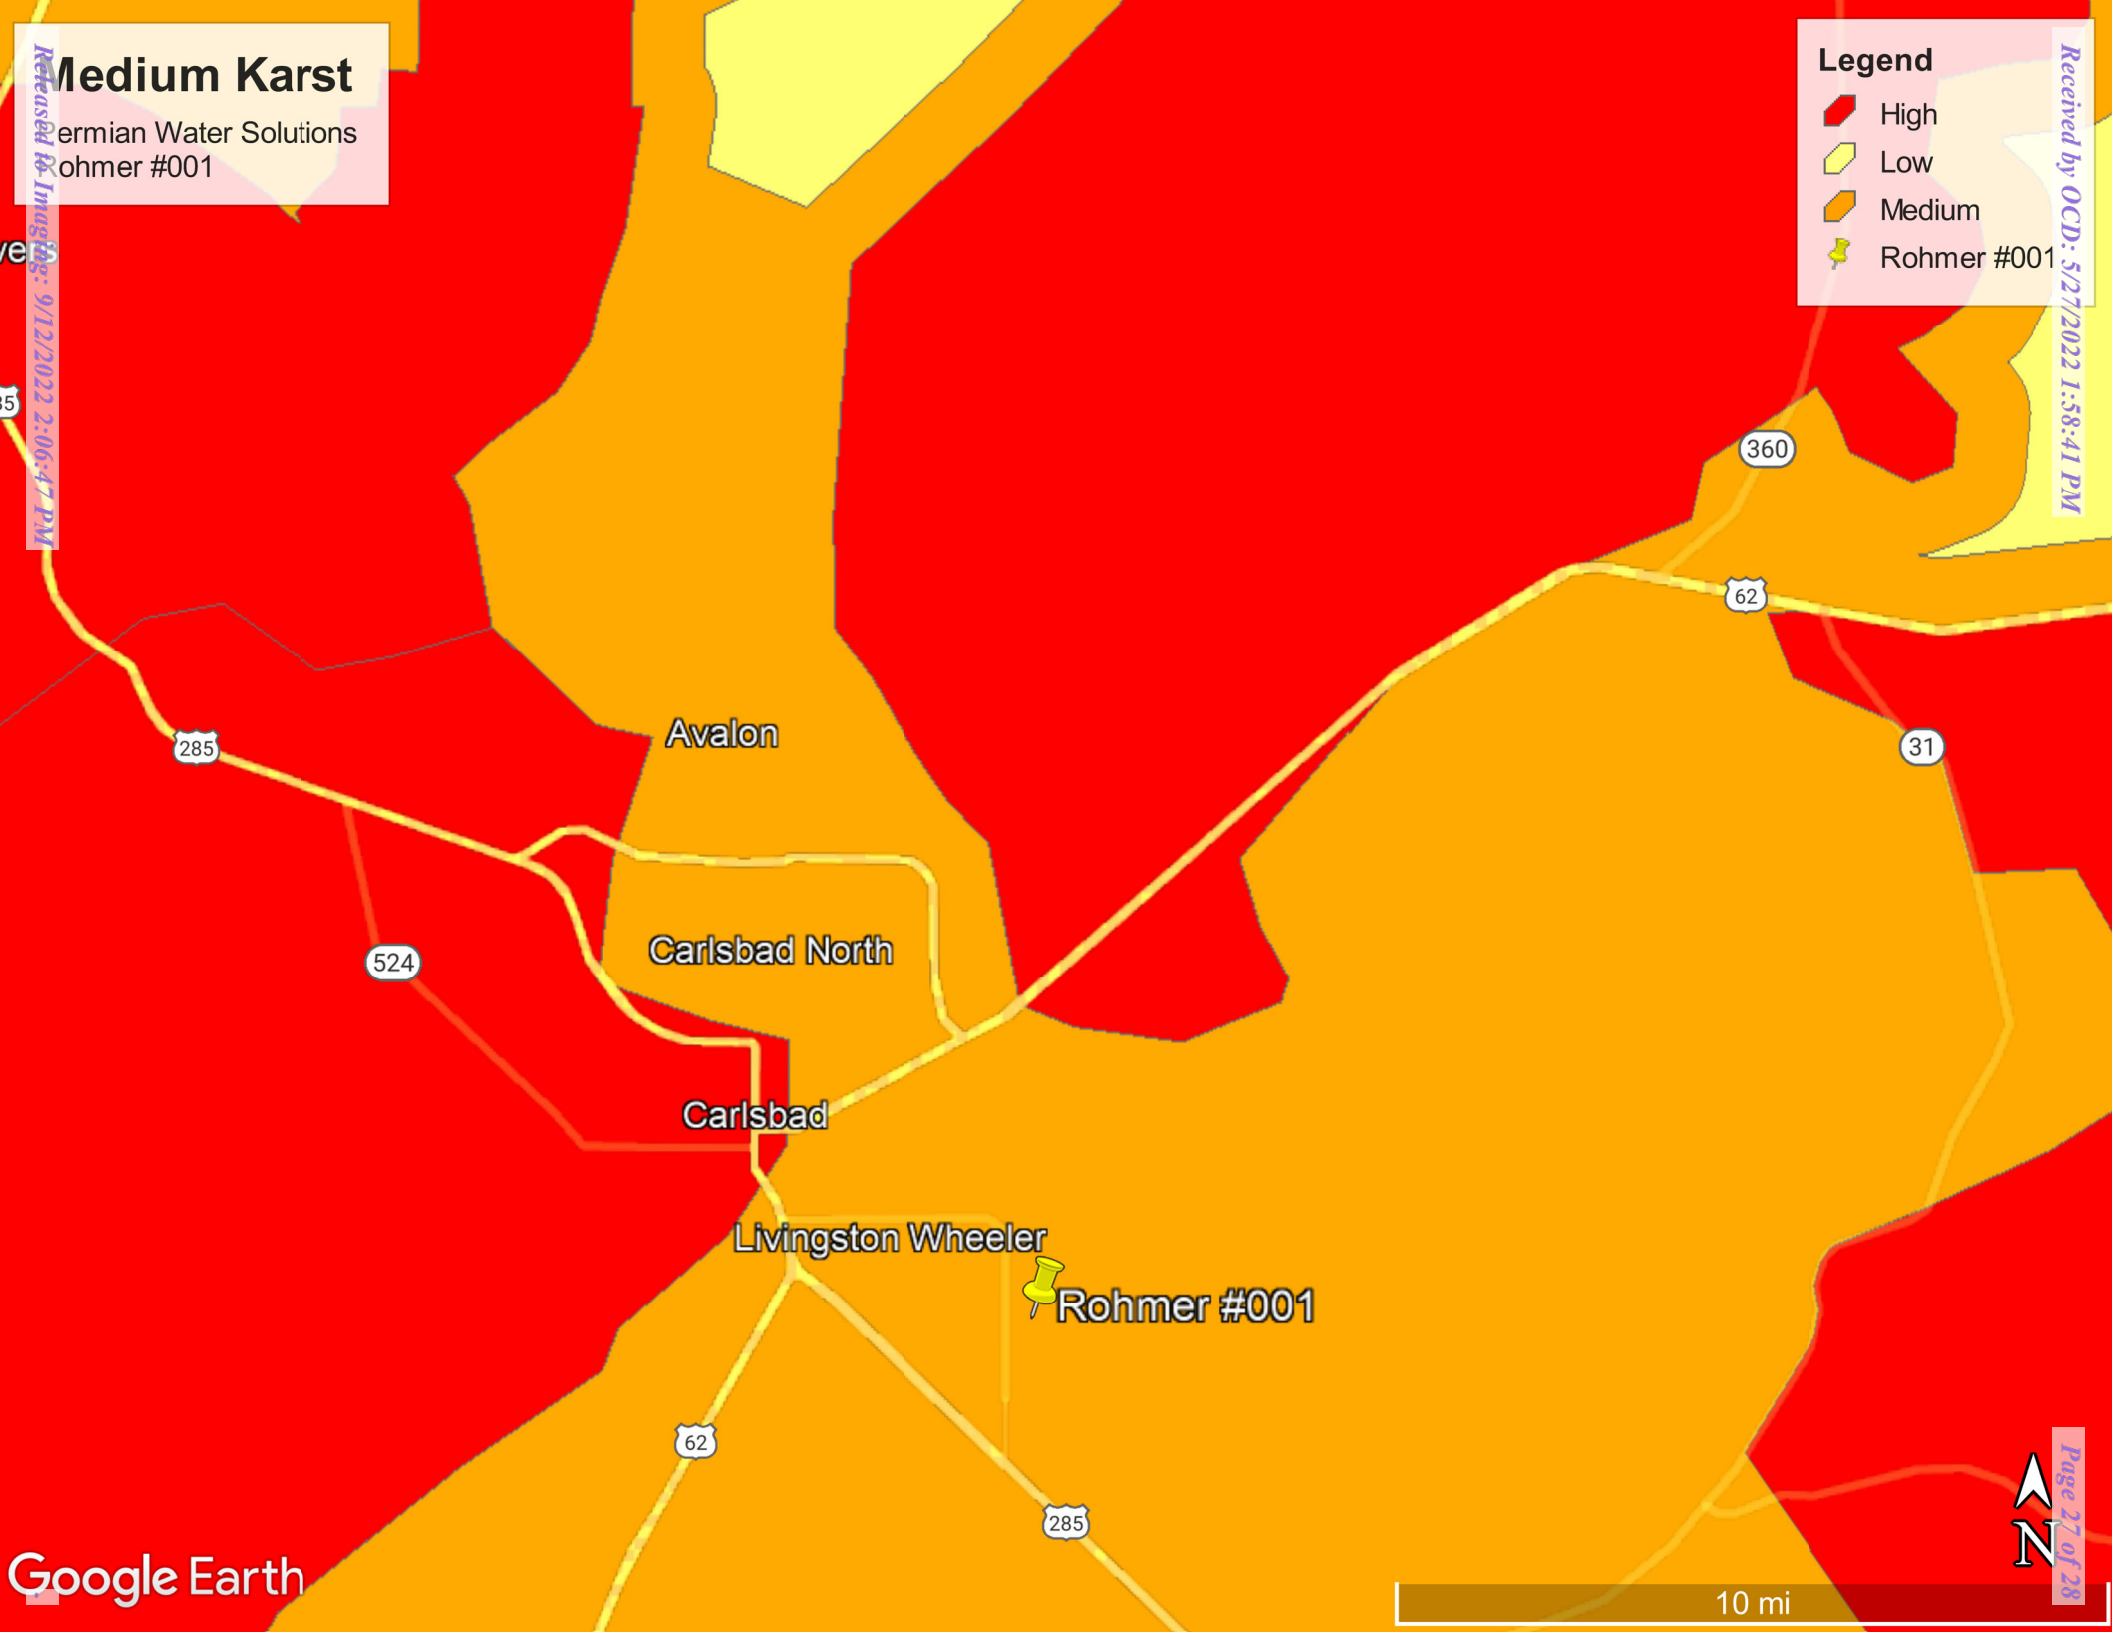 Released to Imaging: 9/12/2022 2:06:47 PM
Received by OCD: 5/27/2022 1:58:41 PM
Medium Karst
Permian Water Solutions
Rohmer #001
Legend
High
Low
Medium
Rohmer #001
360
62
285
31
Avalon
524
Carlsbad North
Carlsbad
Livingston Wheeler
Rohmer #001
62
285
N
Google Earth
10 mi
Page 27 of 28